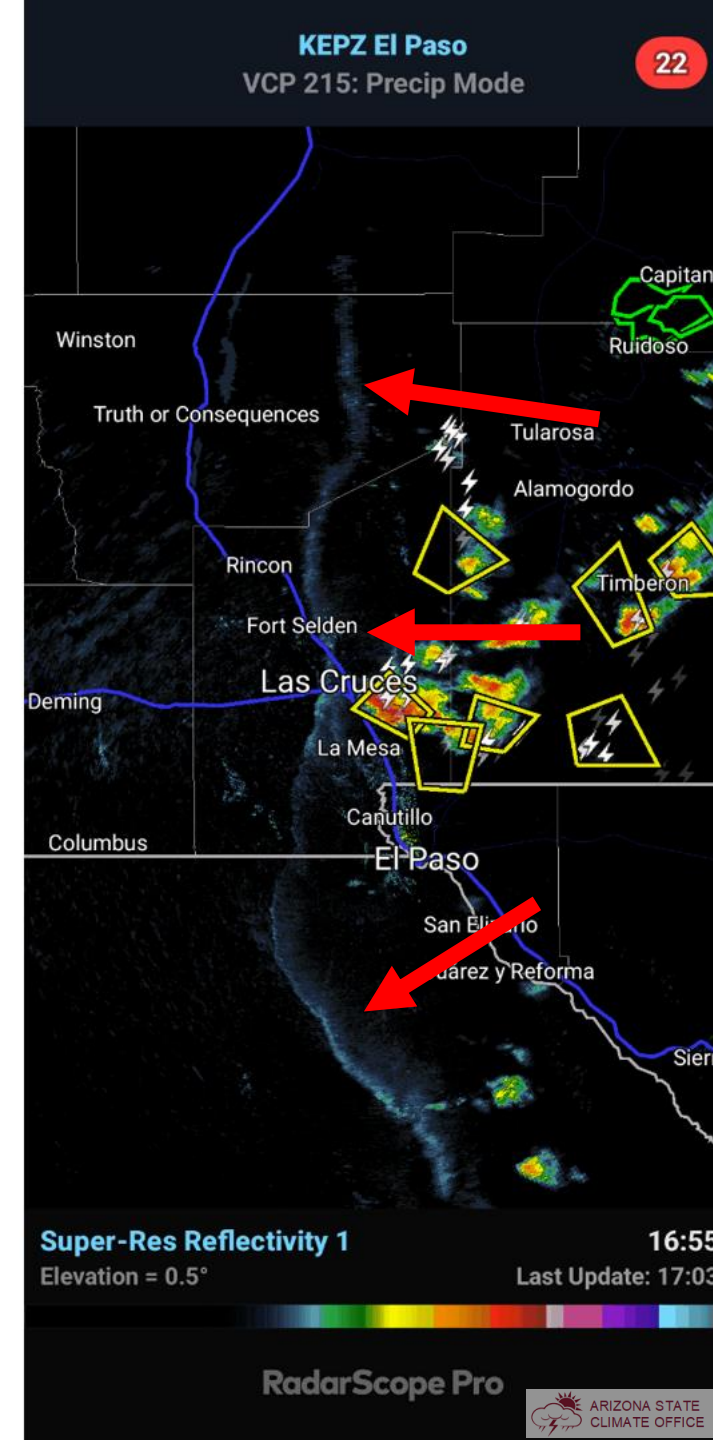 KEPZ El Paso
22
VCP 215: Precip Mode
Capitan
Winston
Ruidoso
Truth or Consequences
Tularosa
Alamogordo
Rincon
Timberon
Fort Selden
Las Cruces
Deming
La Mesa
Canutillo
Columbus
El Paso
San Elizario
uárez y Reforma
Sierr
Super-Res Reflectivity 1
16:55
Elevation = 0.5°
Last Update: 17:03
RadarScope Pro
ARIZONA STATE
CLIMATE OFFICE